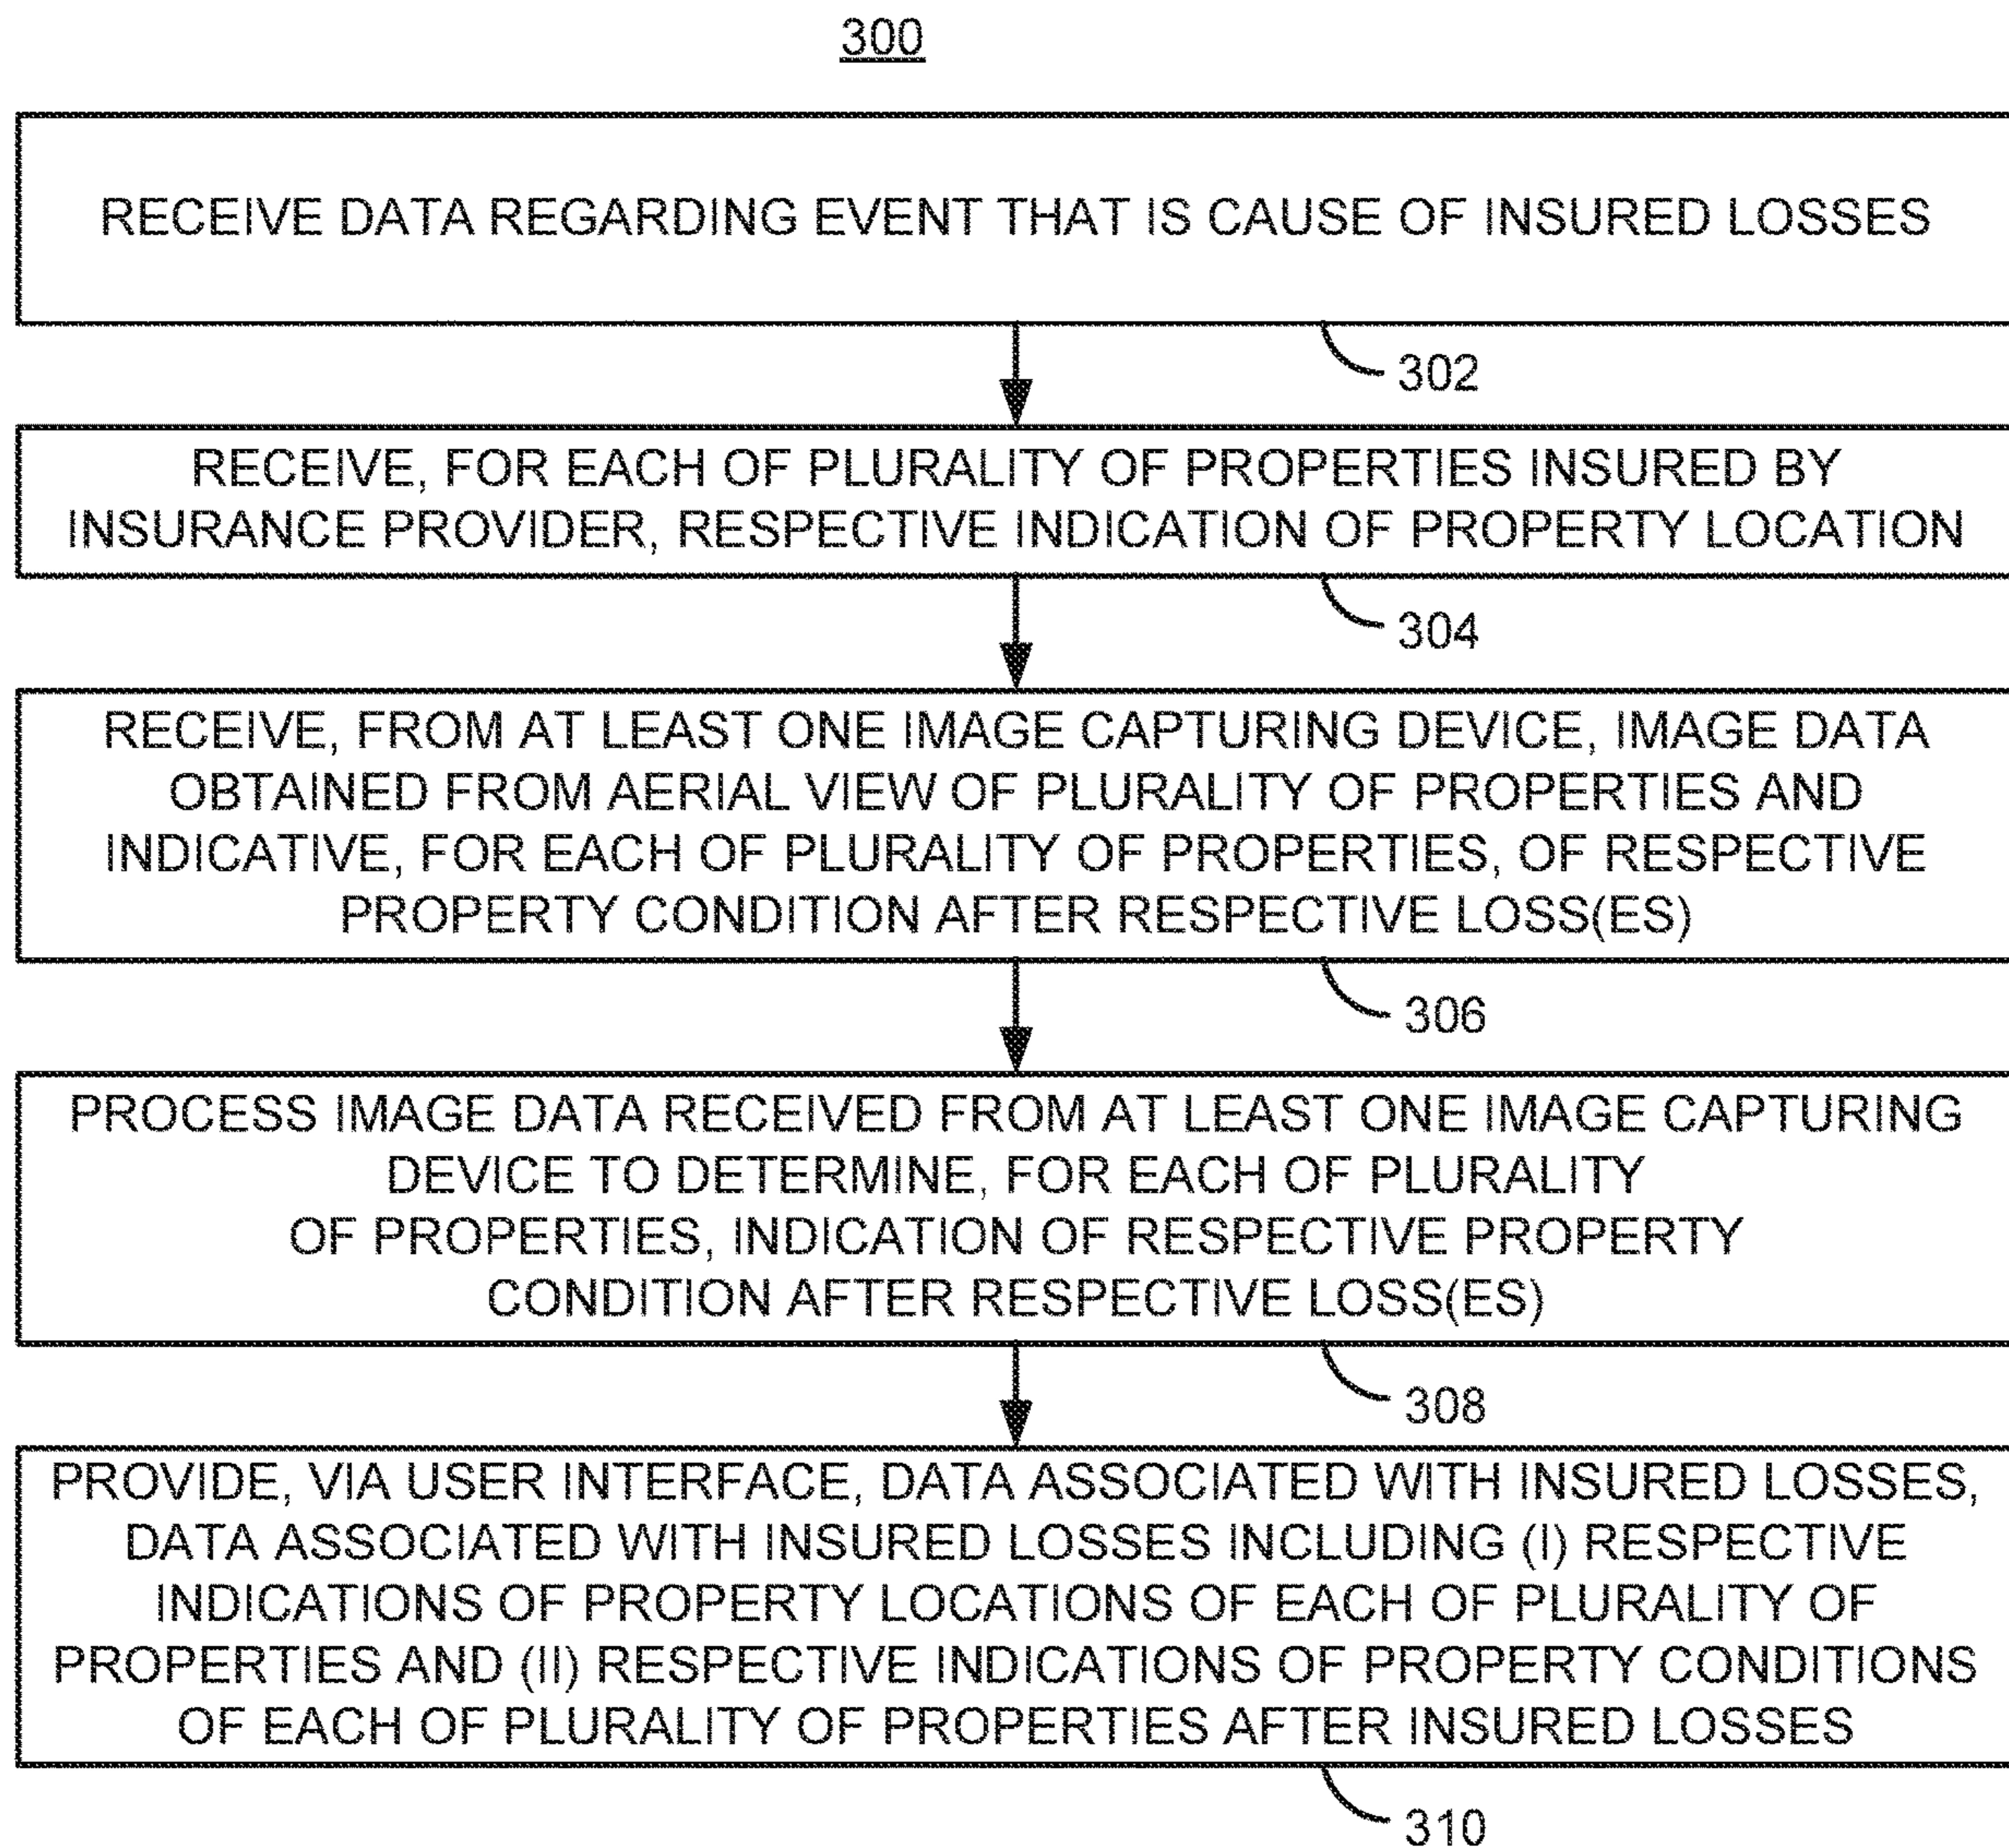 300
RECEIVE DATA REGARDING EVENT THAT IS CAUSE OF INSURED LOSSES
302
RECEIVE, FOR EACH OF PLURALITY OF PROPERTIES INSURED BY
INSURANCE PROVIDER, RESPECTIVE INDICATION OF PROPERTY LOCATION
304
RECEIVE, FROM AT LEAST ONE IMAGE CAPTURING DEVICE, IMAGE DATA
OBTAINED FROM AERIAL VIEW OF PLURALITY OF PROPERTIES AND
INDICATIVE, FOR EACH OF PLURALITY OF PROPERTIES, OF RESPECTIVE
PROPERTY CONDITION AFTER RESPECTIVE LOSS(ES)
306
PROCESS IMAGE DATA RECEIVED FROM AT LEAST ONE IMAGE CAPTURING
DEVICE TO DETERMINE, FOR EACH OF PLURALITY
OF PROPERTIES, INDICATION OF RESPECTIVE PROPERTY
CONDITION AFTER RESPECTIVE LOSS(ES)
308
PROVIDE, VIA USER INTERFACE, DATA ASSOCIATED WITH INSURED LOSSES,
DATA ASSOCIATED WITH INSURED LOSSES INCLUDING (I) RESPECTIVE
INDICATIONS OF PROPERTY LOCATIONS OF EACH OF PLURALITY OF
PROPERTIES AND (II) RESPECTIVE INDICATIONS OF PROPERTY CONDITIONS
OF EACH OF PLURALITY OF PROPERTIES AFTER INSURED LOSSES
310